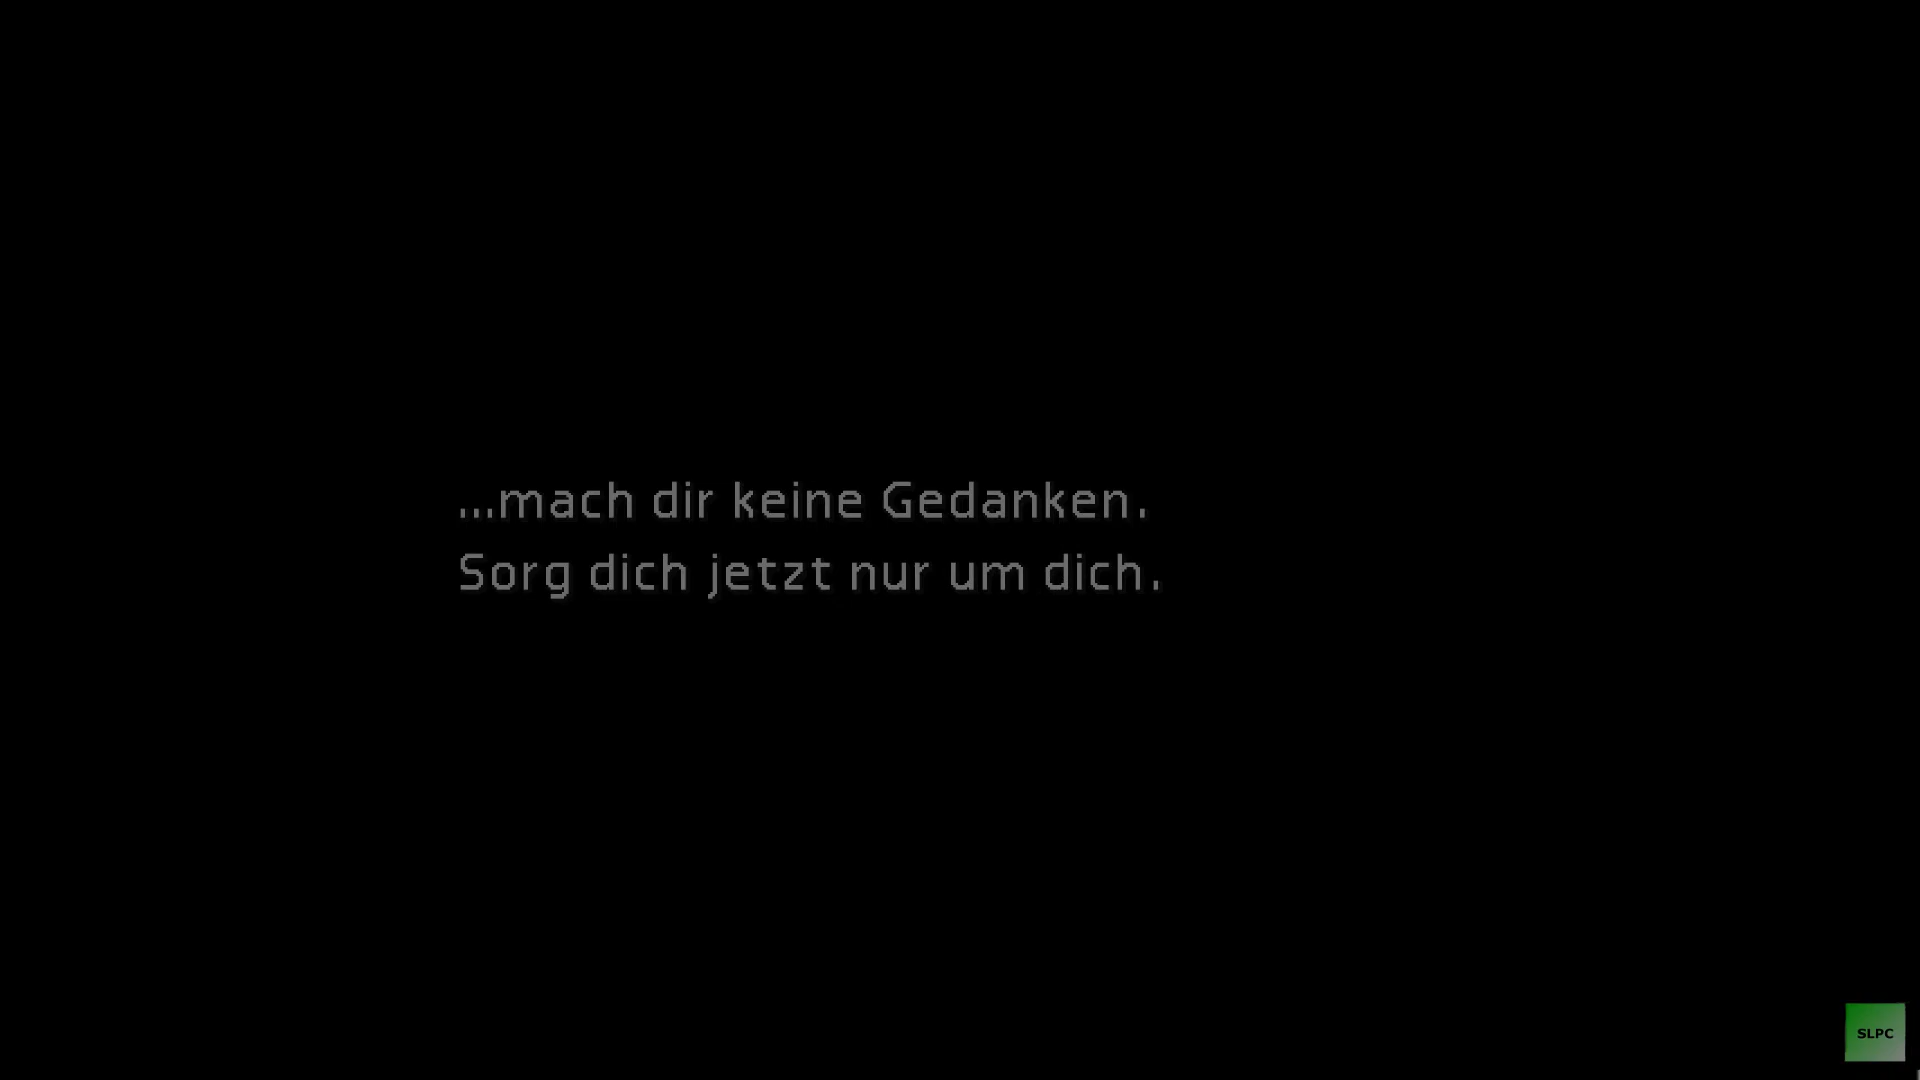 ...mach dir keine Gedanken.
Sorg dich jetzt nur um dich.
SLPC